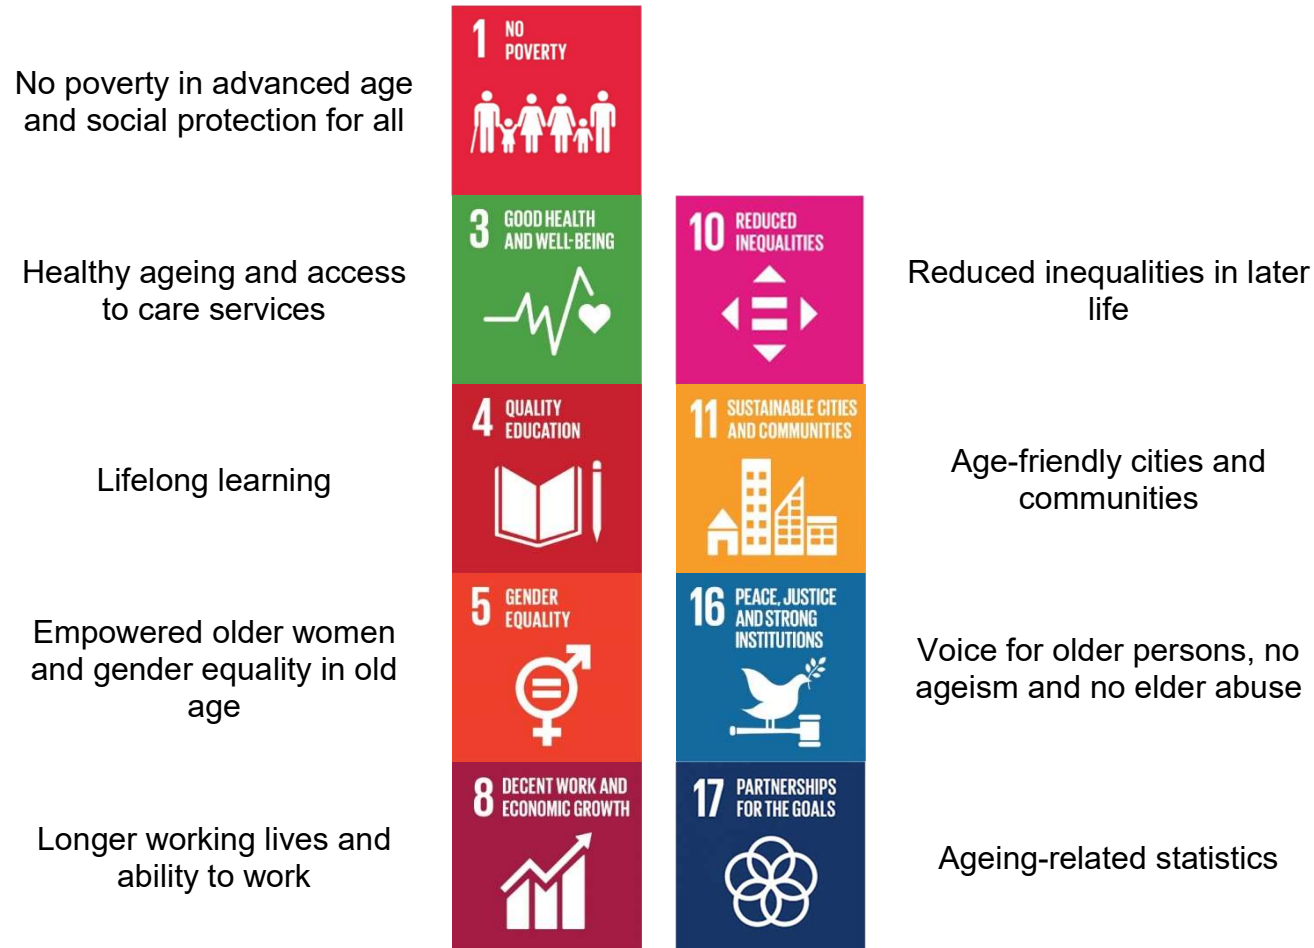 No poverty in advanced age
and social protection for all
1 NO
POVERTY
Healthy ageing and access
to care services
3 GOOD HEALTH
AND WELL-BEING
10 REDUCED
INEQUALITIES
Reduced inequalities in later
life
Lifelong learning
4 QUALITY
EDUCATION
11 SUSTAINABLE CITIES
AND COMMUNITIES
Age-friendly cities and
communities
Empowered older women
and gender equality in old
age
5 GENDER
EQUALITY
16 PEACE, JUSTICE
AND STRONG
INSTITUTIONS
Voice for older persons, no
ageism and no elder abuse
Longer working lives and
ability to work
8 DECENT WORK AND
ECONOMIC GROWTH
17 PARTNERSHIPS
FOR THE GOALS
Ageing-related statistics